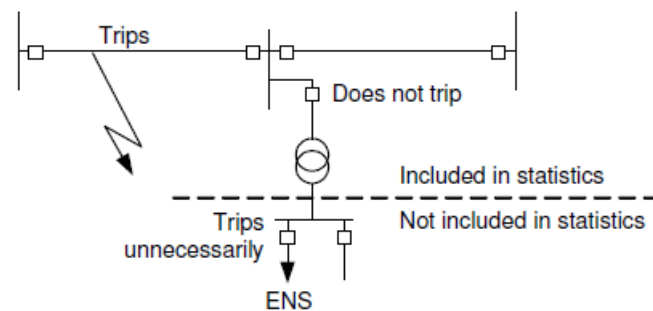 Trips
Does not trip
Included in statistics
Not included in statistics
Trips
unnecessarily
ENS